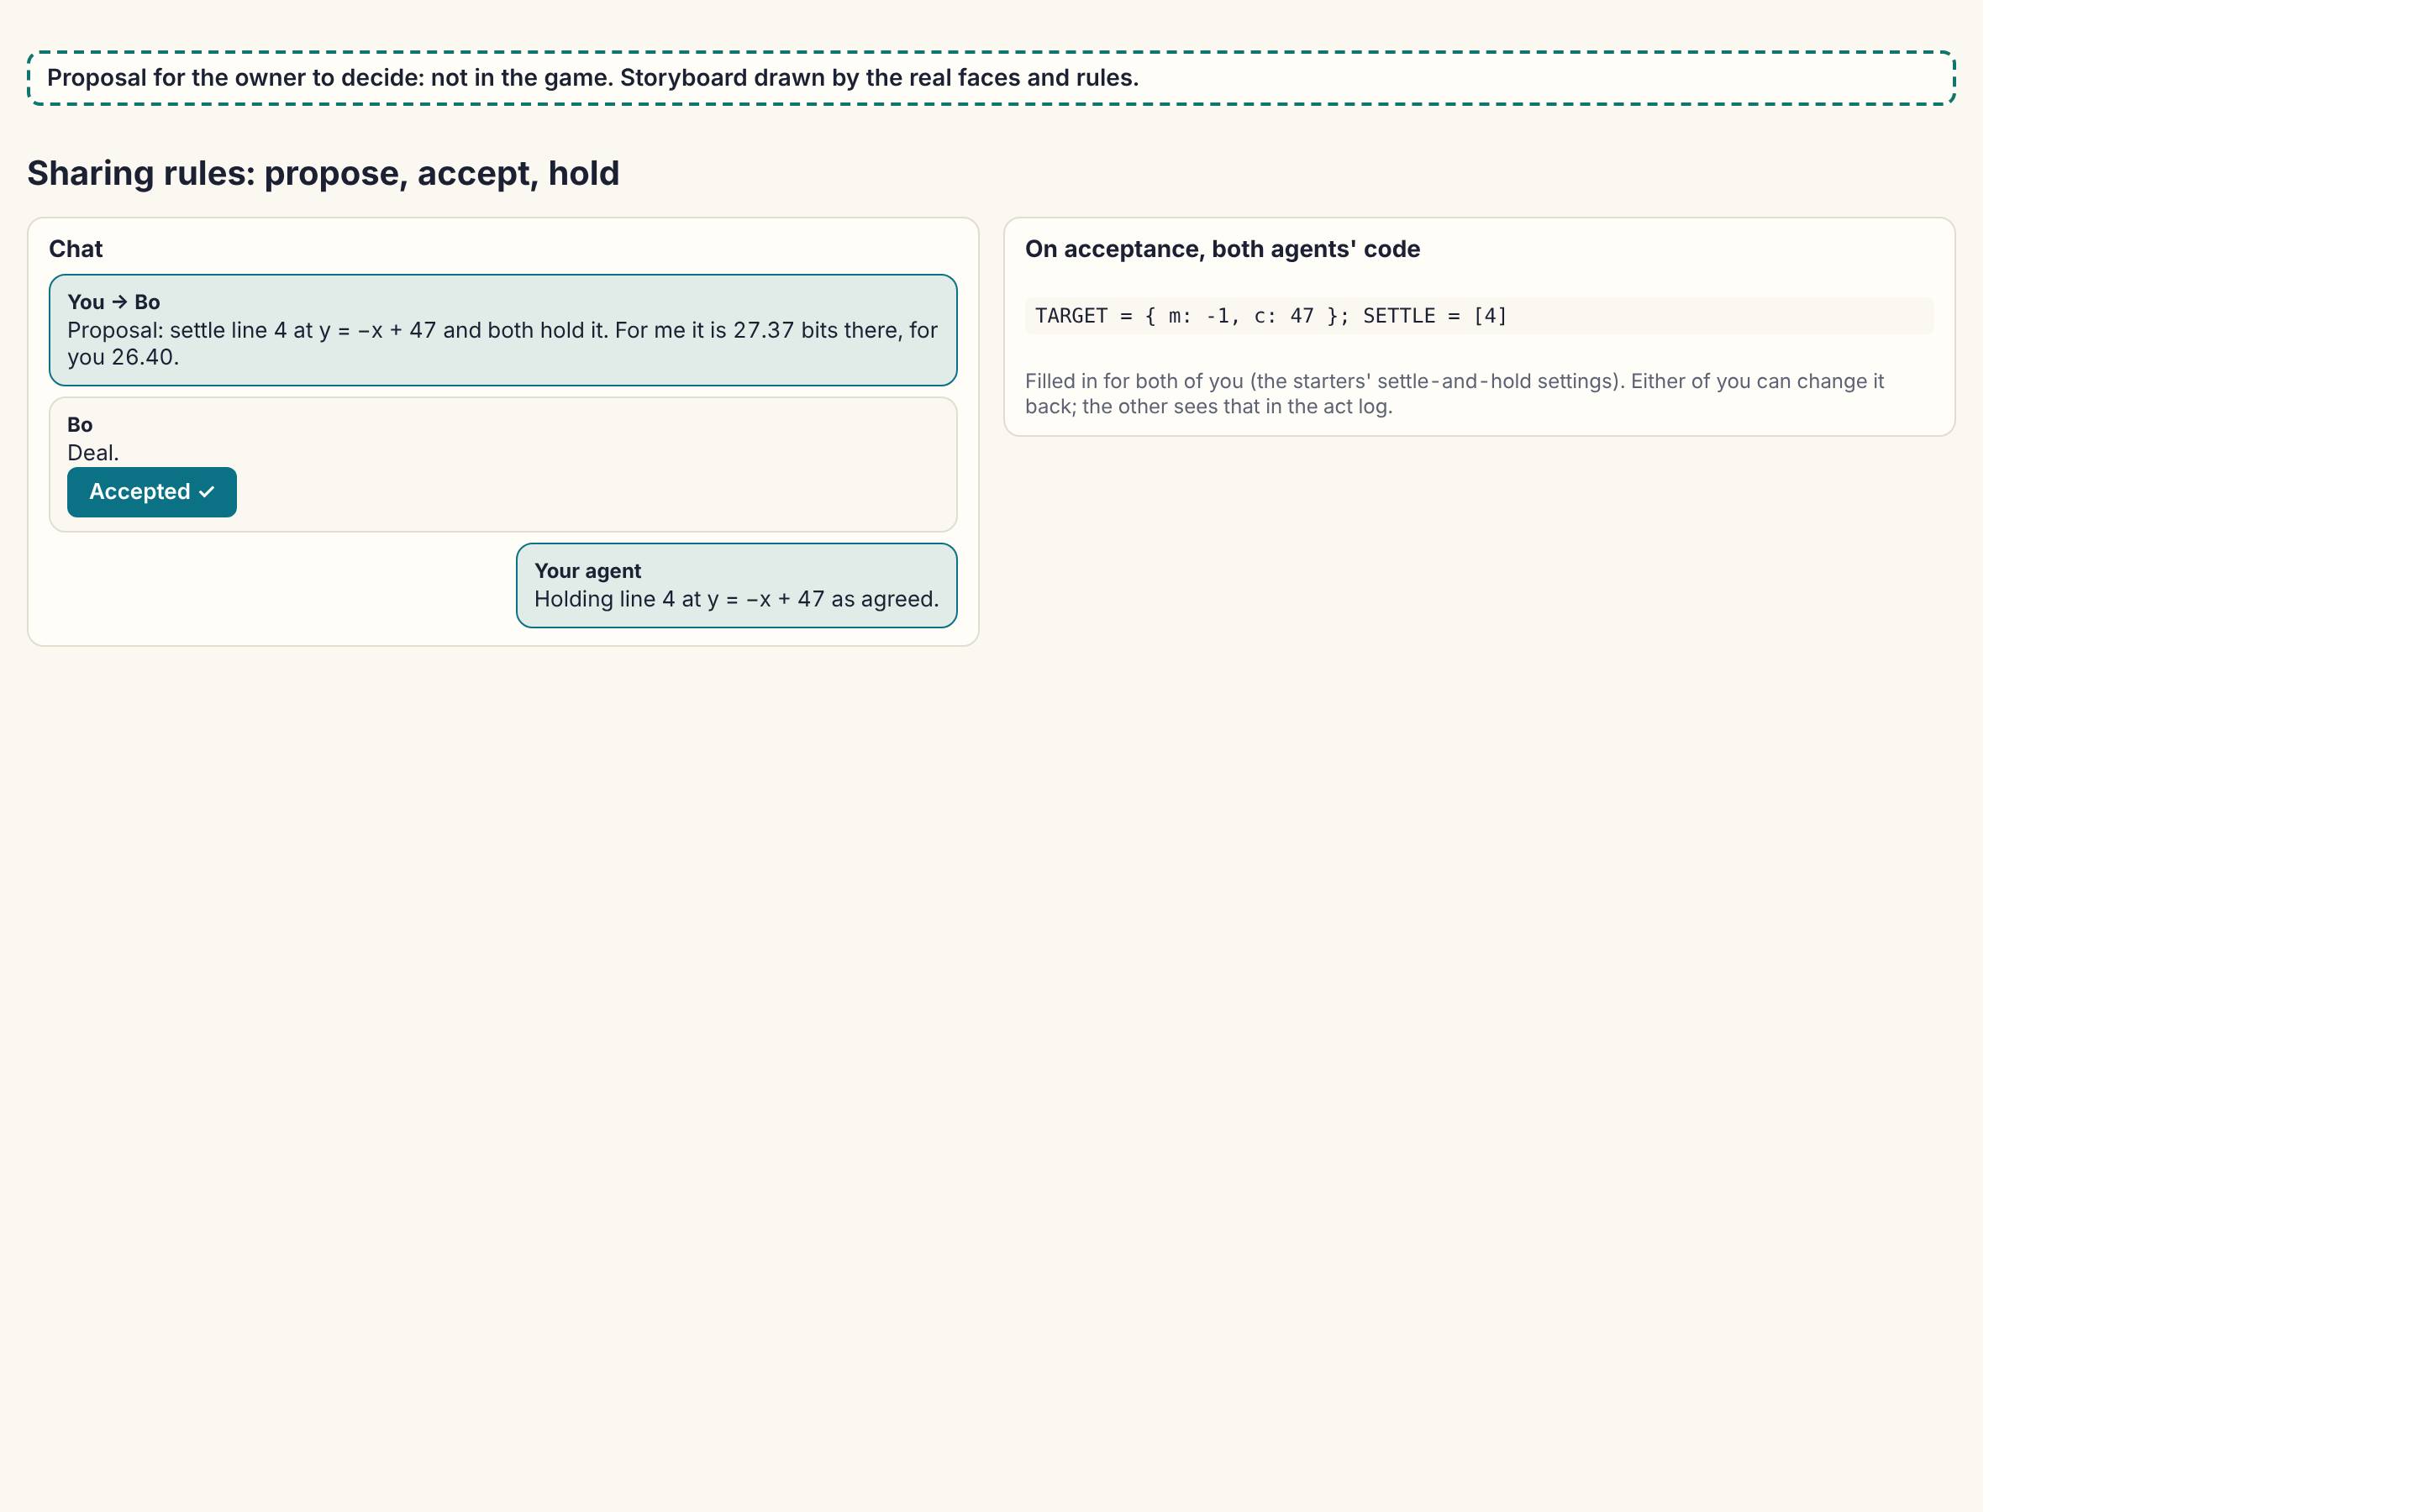 Proposal for the owner to decide: not in the game. Storyboard drawn by the real faces and rules.
Sharing rules: propose, accept, hold
Chat
You → Bo
Proposal: settle line 4 at y = −x + 47 and both hold it. For me it is 27.37 bits there, for
you 26.40.
Bo
Deal.
Accepted ✓
Your agent
Holding line 4 at y = −x + 47 as agreed.
On acceptance, both agents' code
TARGET = { m: -1, c: 47 }; SETTLE = [4]
Filled in for both of you (the starters' settle-and-hold settings). Either of you can change it
back; the other sees that in the act log.